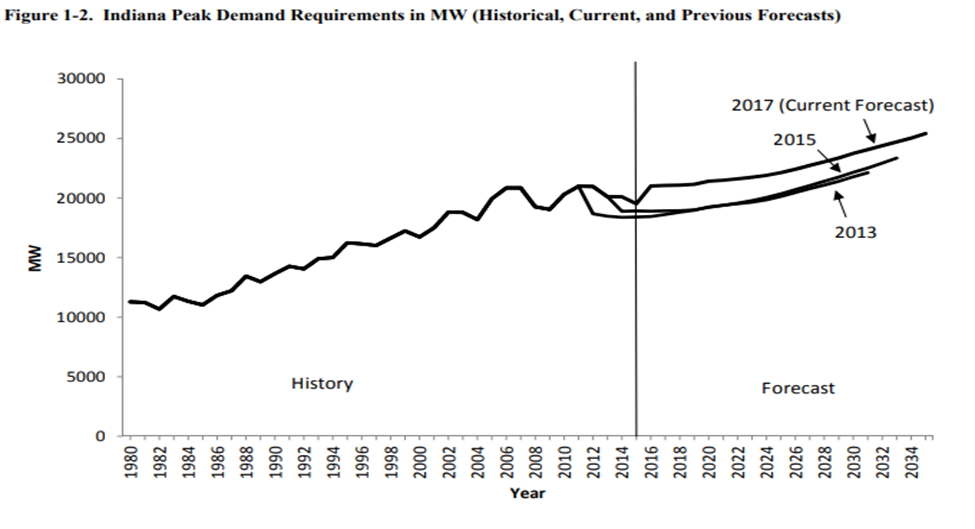 Figure 1-2. Indiana Peak Demand Requirements in MW (Historical, Current, and Previous Forecasts)
30000
2017 (Current Forecast)
25000
2015
20000
2013
MW
15000
10000
5000
History
Forecast
0
1980 1982 1984 1986 1988 1990 1991 1992 1994 1996 1998 2000 2002 2004 2006 2008 2010 2012 2014 2016 2018 2020 2022 2024 2026 2028 2030 2032 2034
Year